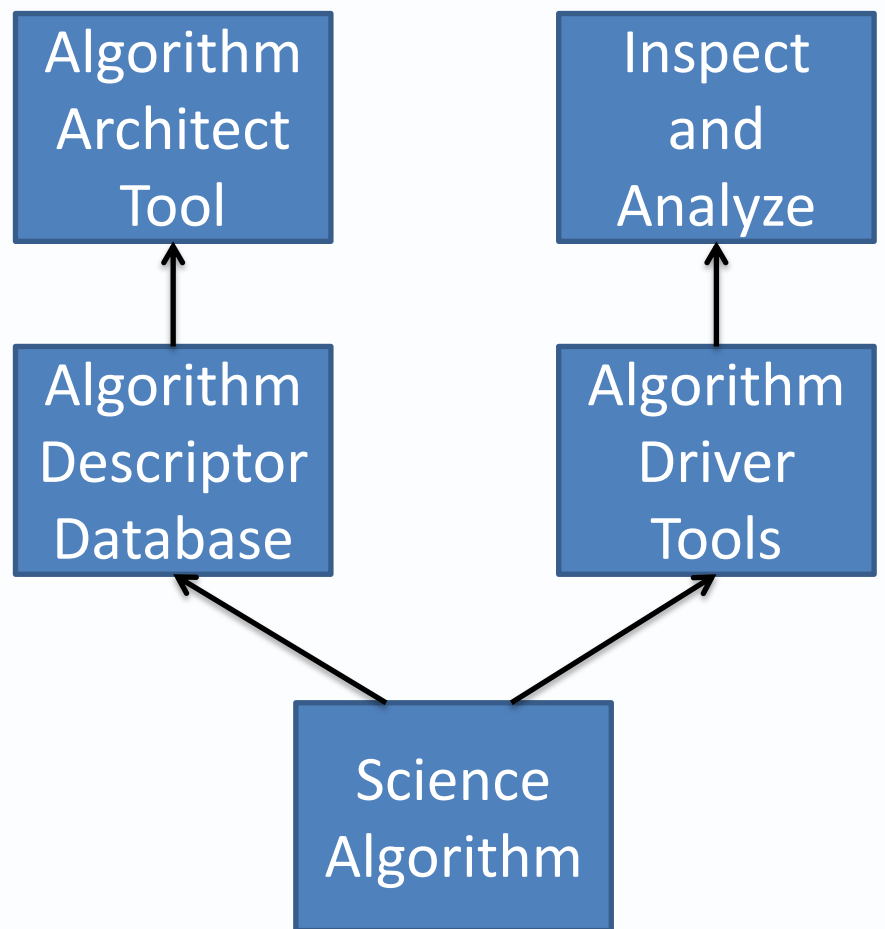 Algorithm
Architect
Tool
Inspect
and
Analyze
Algorithm
Descriptor
Database
Algorithm
Driver
Tools
Science
Algorithm